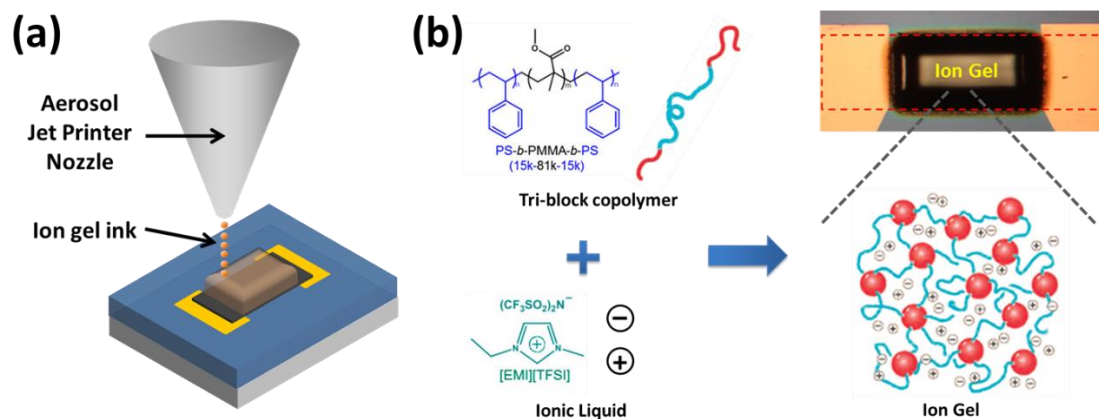 (a)
Aerosol
Jet Printer
Nozzle
Ion gel ink
(b)
O
O
m
n
n
PS-b-PMMA-b-PS
(15k-81k-15k)
Tri-block copolymer
+
(CF₃SO₂)₂N⁻
N
N
+
−
+
[EMI][TFSI]
Ionic Liquid
Ion Gel
Ion Gel